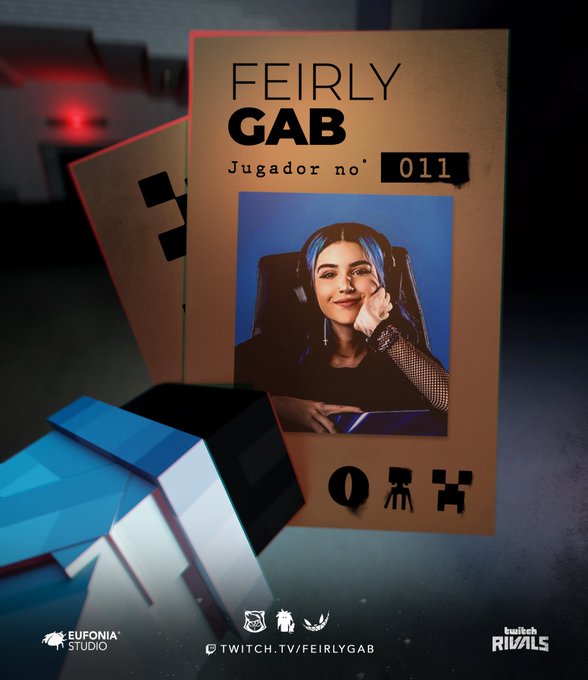 FEIRLY
GAB
Jugador no° 011
EUFONIA®
STUDIO
TWITCH.TV/FEIRLYGAB
twitch
RIVALS